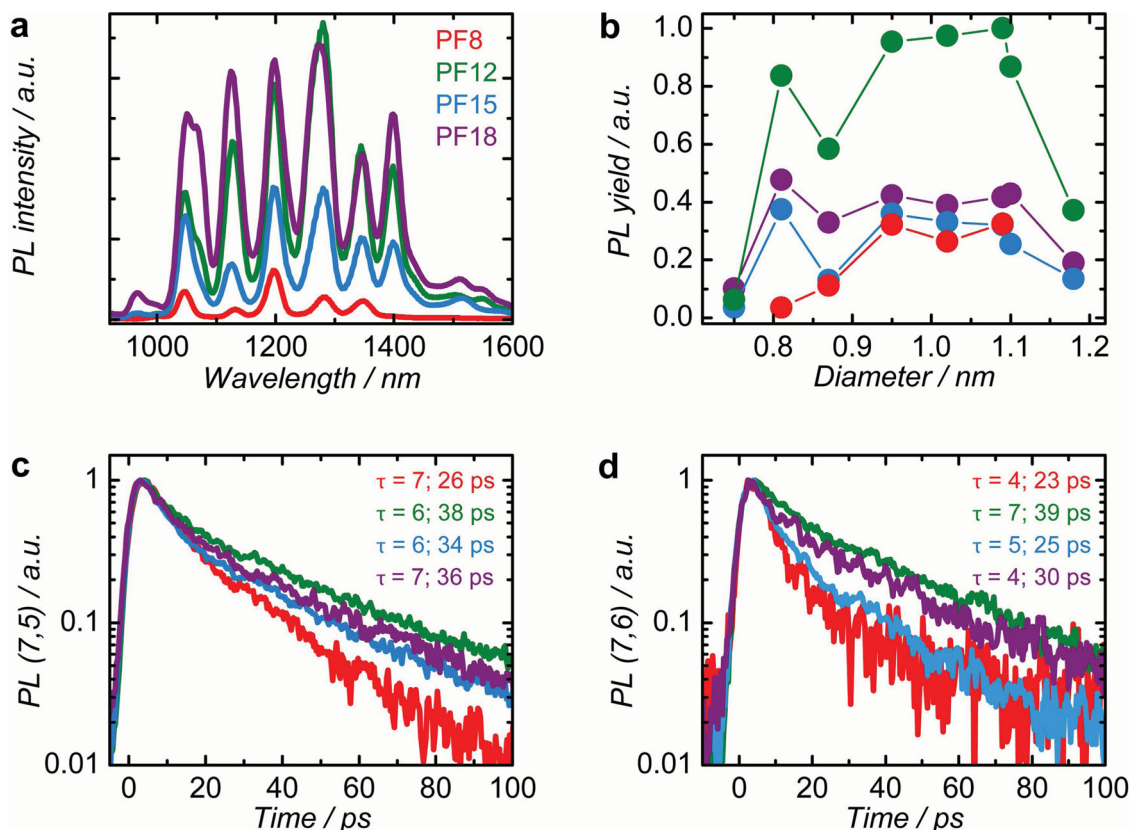 a
PF8
PF12
PF15
PF18
PL intensity / a.u.
1000 1200 1400 1600
Wavelength / nm
b
1.0
0.8
0.6
0.4
0.2
0.0
PL yield / a.u.
0.8 0.9 1.0 1.1 1.2
Diameter / nm
c
τ = 7; 26 ps
τ = 6; 38 ps
τ = 6; 34 ps
τ = 7; 36 ps
1
0.1
0.01
PL (7,5) / a.u.
0 20 40 60 80 100
Time / ps
d
τ = 4; 23 ps
τ = 7; 39 ps
τ = 5; 25 ps
τ = 4; 30 ps
1
0.1
0.01
PL (7,6) / a.u.
0 20 40 60 80 100
Time / ps